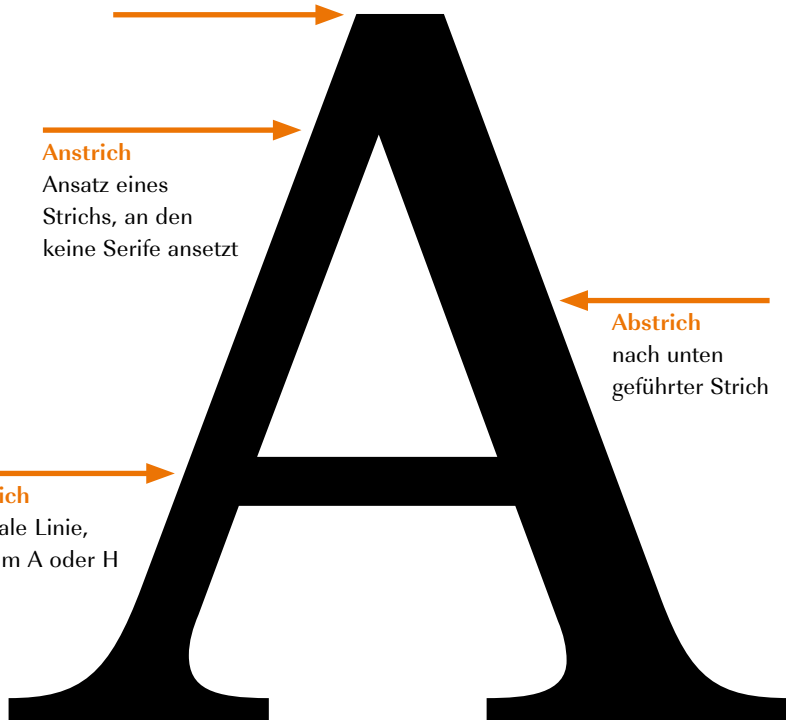 A
Anstrich
Ansatz eines
Strichs, an den
keine Serife ansetzt
Abstrich
nach unten
geführter Strich
ich
ale Linie,
m A oder H